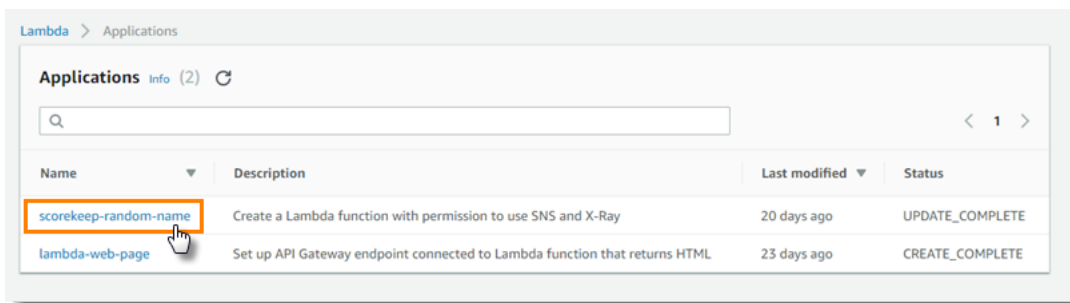 Lambda > Applications
Applications Info (2)
< 1 >
Name Description Last modified Status
scorekeep-random-name Create a Lambda function with permission to use SNS and X-Ray 20 days ago UPDATE_COMPLETE
lambda-web-page Set up API Gateway endpoint connected to Lambda function that returns HTML 23 days ago CREATE_COMPLETE